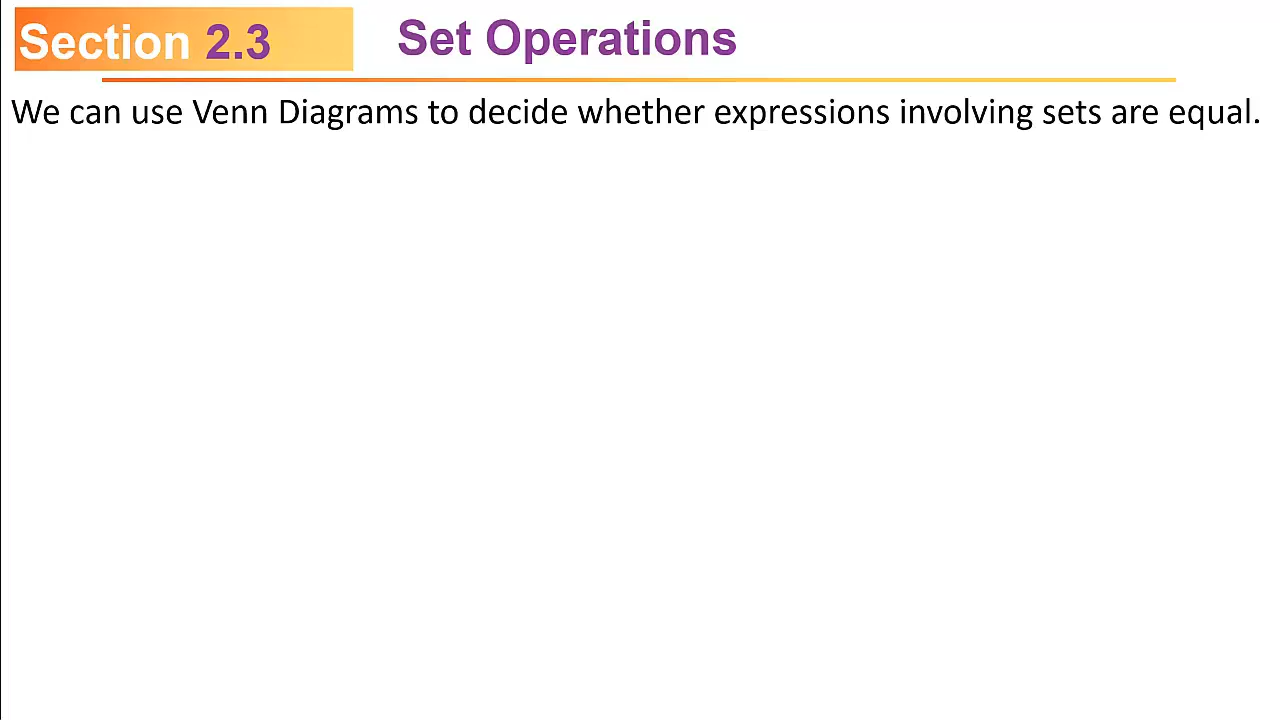 Section 2.3 Set Operations
We can use Venn Diagrams to decide whether expressions involving sets are equal.